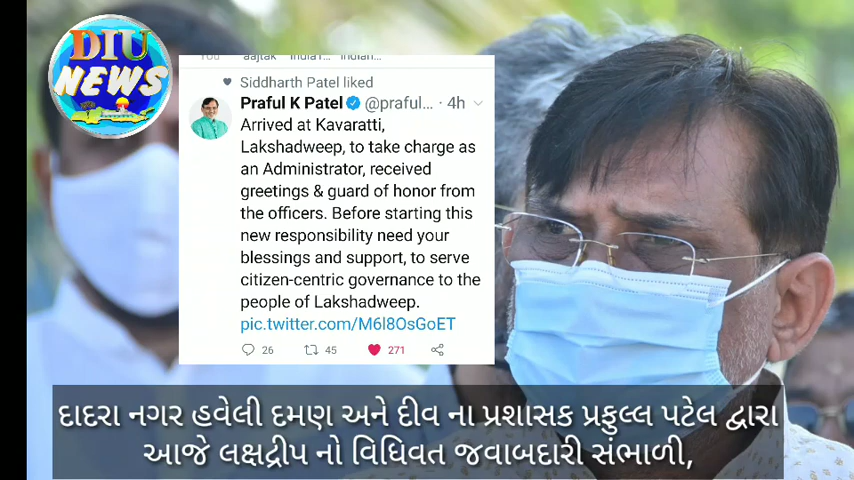 DIU
NEWS
You aajtak
Siddharth Patel liked
Praful K Patel @praful... · 4h
Arrived at Kavaratti,
Lakshadweep, to take charge as
an Administrator, received
greetings & guard of honor from
the officers. Before starting this
new responsibility need your
blessings and support, to serve
citizen-centric governance to the
people of Lakshadweep.
pic.twitter.com/M6l8OsGoET
26 45 271
દાદરા નગર હવેલી દમણ અને દીવ ના પ્રશાસક પ્રફુલ્લ પટેલ દ્વારા
આજે લક્ષદ્રીપ નો વિધિવત જવાબદારી સંભાળી,